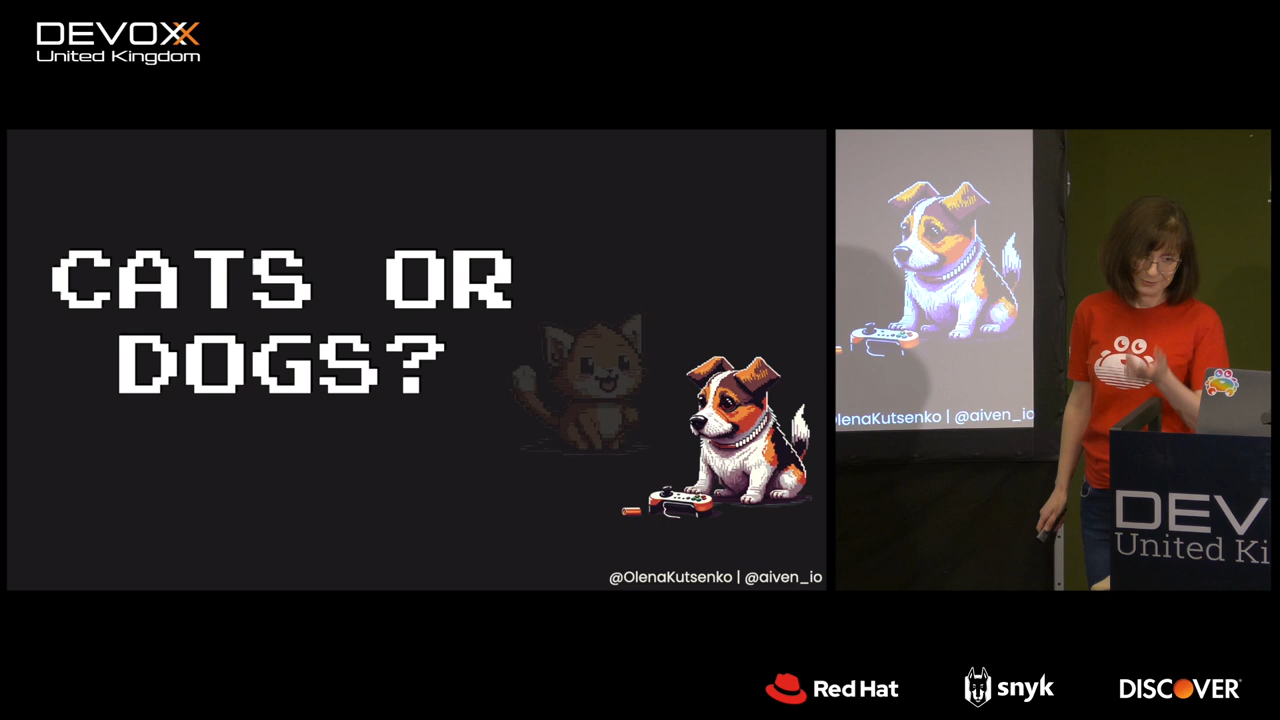 DEVOXX
United Kingdom
CATS OR
DOGS?
@OlenaKutsenko | @aiven_io
lenaKutsenko | @aiven_io
DEV
United Ki
Red Hat
snyk
DISCOVER